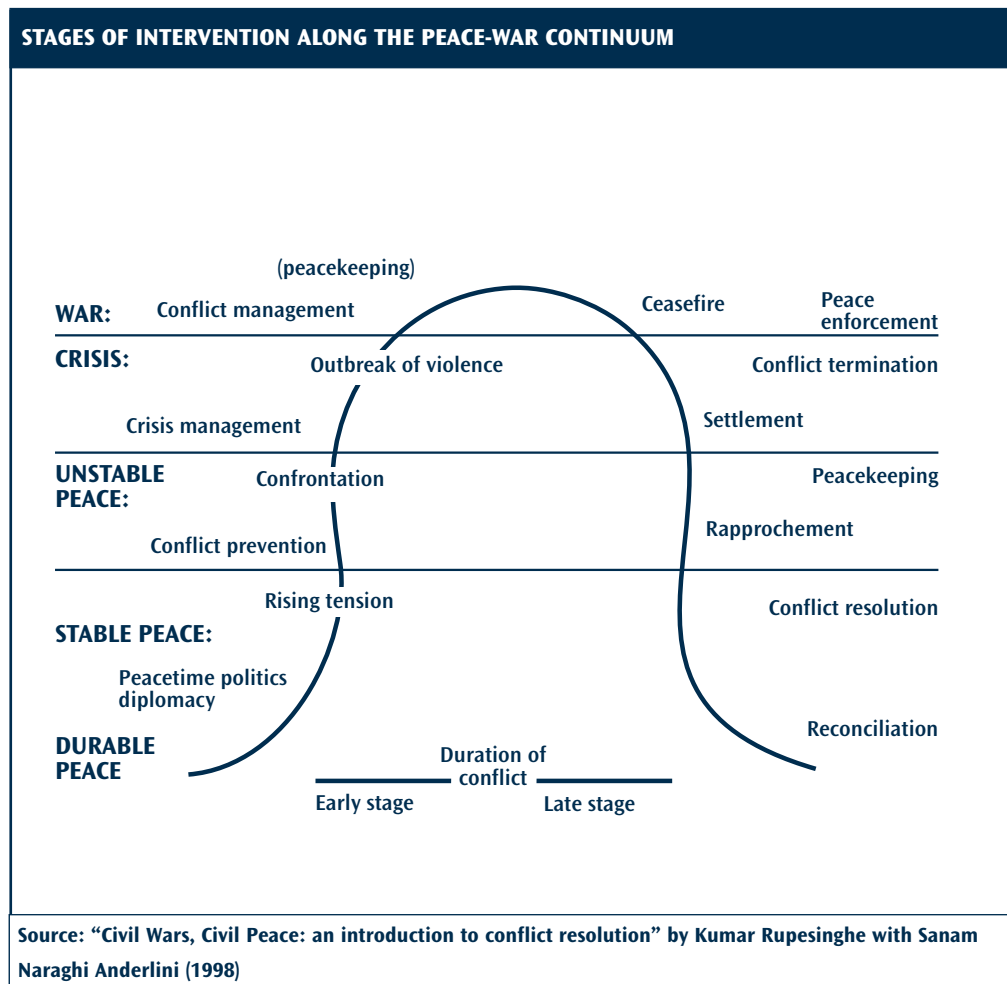 STAGES OF INTERVENTION ALONG THE PEACE-WAR CONTINUUM
(peacekeeping)
WAR:
Conflict management
Ceasefire
Peace
enforcement
CRISIS:
Outbreak of violence
Conflict termination
Crisis management
Settlement
UNSTABLE
PEACE:
Confrontation
Peacekeeping
Conflict prevention
Rapprochement
Rising tension
Conflict resolution
STABLE PEACE:
Peacetime politics
diplomacy
Reconciliation
DURABLE
PEACE
Duration of
conflict
Early stage
Late stage
Source: “Civil Wars, Civil Peace: an introduction to conflict resolution” by Kumar Rupesinghe with Sanam
Naraghi Anderlini (1998)